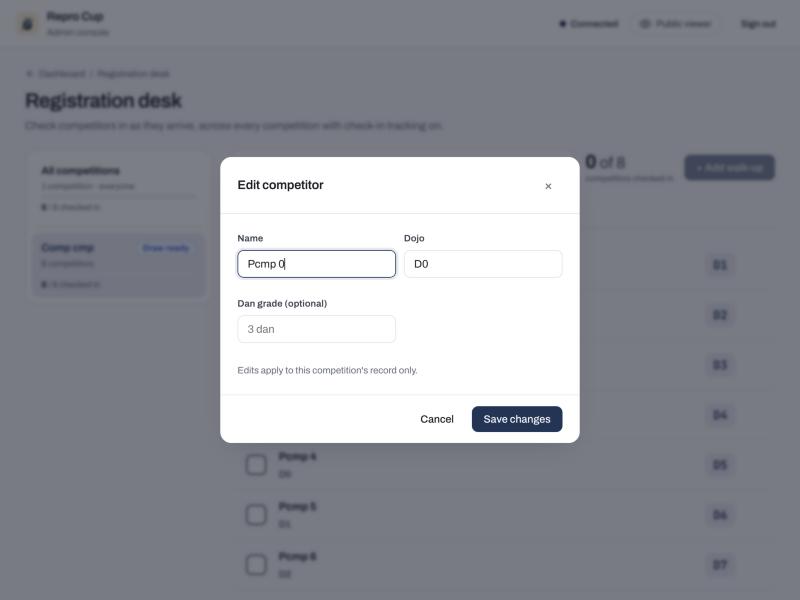 Repro Cup
Admin console
Connected
Public viewer
Sign out
Dashboard / Registration desk
Registration desk
Check competitors in as they arrive, across every competition with check-in tracking on.
All competitions
1 competition · everyone
/ 8 checked in
0 of 8
competitors checked in
+ Add walk-up
Comp cmp
Draw ready
8 competitors
/ 8 checked in
Edit competitor
×
Name
Dojo
Pcmp 0
D0
Dan grade (optional)
3 dan
Edits apply to this competition's record only.
Cancel
Save changes
D1
D2
D3
D4
Pcmp 4
D0
D5
Pcmp 5
D1
D6
Pcmp 6
D2
D7